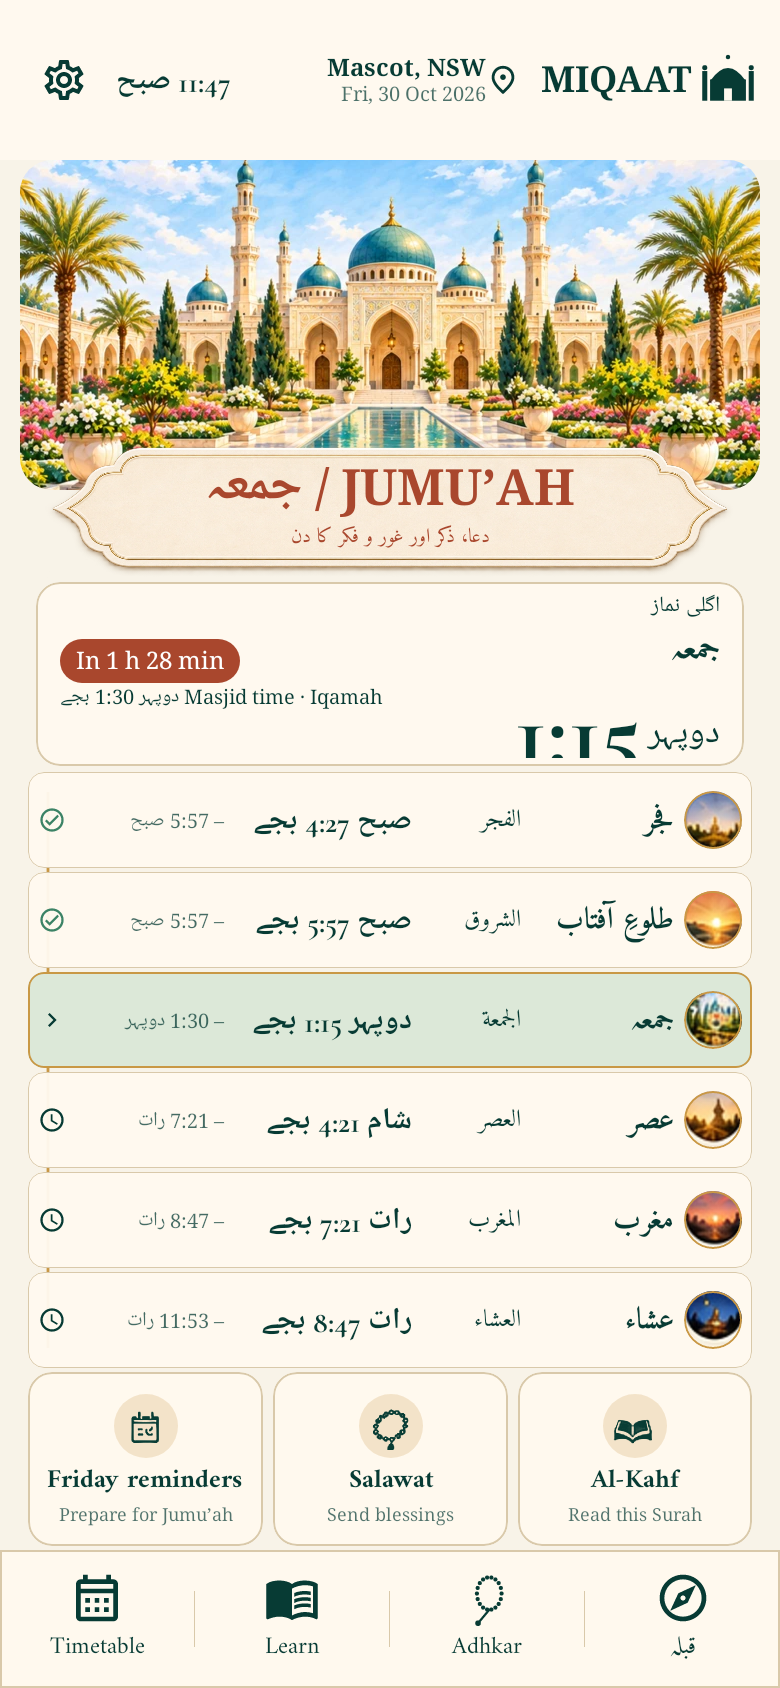 MIQAAT
Mascot, NSW
Fri, 30 Oct 2026
11:47 صبح
جمعہ / JUMU’AH
دعا، ذکر اور غور و فکر کا دن
اگلی نماز
جمعہ
In 1 h 28 min
Masjid time · Iqamah دوپہر 1:30 بجے
دوپہر 1:15
فجر الفجر صبح 4:27 بجے – 5:57 صبح
طلوعِ آفتاب الشروق صبح 5:57 بجے – 5:57 صبح
جمعہ الجمعة دوپہر 1:15 بجے – 1:30 دوپہر
عصر العصر شام 4:21 بجے – 7:21 رات
مغرب المغرب رات 7:21 بجے – 8:47 رات
عشاء العشاء رات 8:47 بجے – 11:53 رات
Al-Kahf
Read this Surah
Salawat
Send blessings
Friday reminders
Prepare for Jumu’ah
قبلہ
Adhkar
Learn
Timetable